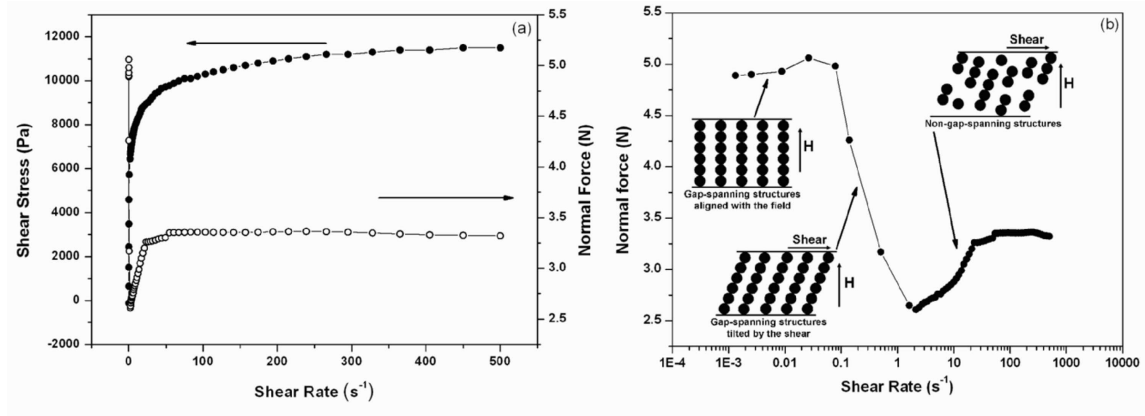 (a)
12000
10000
8000
6000
4000
2000
0
-2000
Shear Stress (Pa)
5.5
5.0
4.5
4.0
3.5
3.0
2.5
Normal Force (N)
0 100 200 300 400 500
Shear Rate (s⁻¹)
(b)
5.5
5.0
4.5
4.0
3.5
3.0
2.5
Normal force (N)
Shear
H
Non-gap-spanning structures
H
Gap-spanning structures
aligned with the field
Shear
H
Gap-spanning structures
tilted by the shear
1E-4 1E-3 0.01 0.1 1 10 100 1000 10000
Shear Rate (s⁻¹)